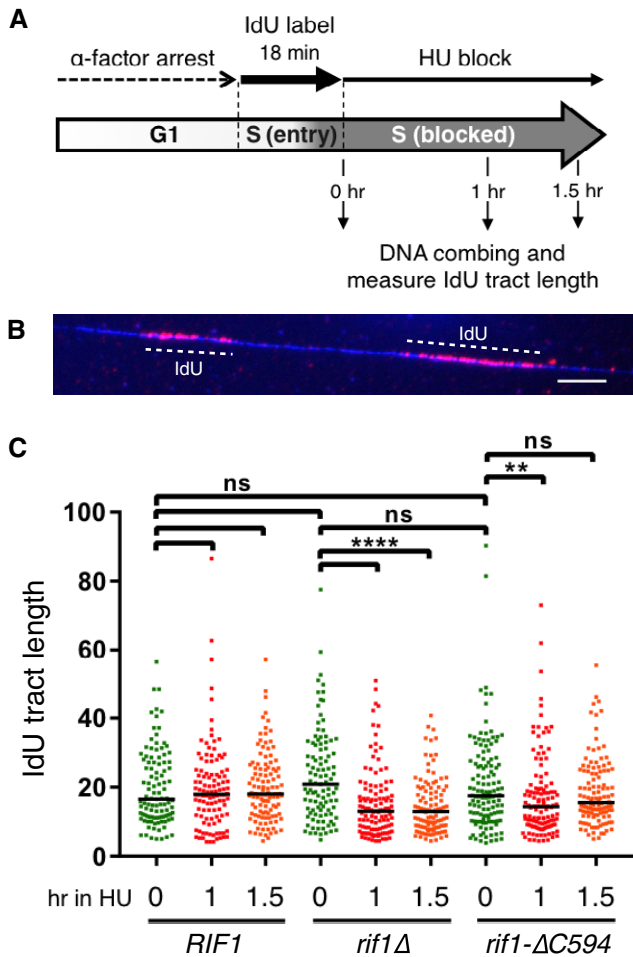 A
IdU label
18 min
α-factor arrest
HU block
G1
S (entry)
S (blocked)
0 hr
1 hr
1.5 hr
DNA combing and
measure IdU tract length
B
IdU
IdU
C
ns
**
ns
ns
****
IdU tract length
100
80
60
40
20
0
hr in HU
0 1 1.5 0 1 1.5 0 1 1.5
RIF1 rif1Δ rif1-ΔC594